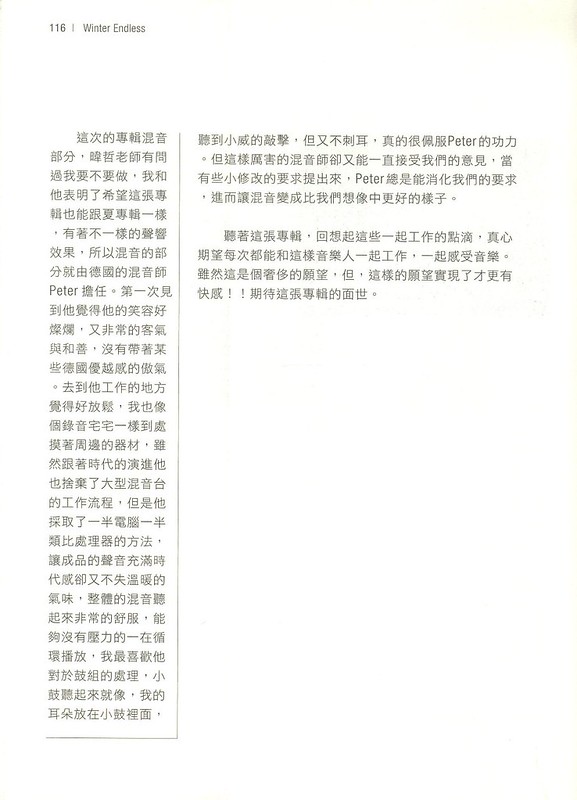 116 | Winter Endless
這次的專輯混音
部分，暐哲老師有問
過我要不要做，我和
他表明了希望這張專
輯也能跟夏專輯一樣
，有著不一樣的聲響
效果，所以混音的部
分就由德國的混音師
Peter 擔任。第一次見
到他覺得他的笑容好
燦爛，又非常的客氣
與和善，沒有帶著某
些德國優越感的傲氣
。去到他工作的地方
覺得好放鬆，我也像
個錄音宅宅一樣到處
摸著周邊的器材，雖
然跟著時代的演進他
也捨棄了大型混音台
的工作流程，但是他
採取了一半電腦一半
類比處理器的方法，
讓成品的聲音充滿時
代感卻又不失溫暖的
氣味，整體的混音聽
起來非常的舒服，能
夠沒有壓力的一在循
環播放，我最喜歡他
對於鼓組的處理，小
鼓聽起來就像，我的
耳朵放在小鼓裡面，
聽到小威的敲擊，但又不刺耳，真的很佩服Peter的功力
。但這樣厲害的混音師卻又能一直接受我們的意見，當
有些小修改的要求提出來，Peter總是能消化我們的要求
，進而讓混音變成比我們想像中更好的樣子。
聽著這張專輯，回想起這些一起工作的點滴，真心
期望每次都能和這樣音樂人一起工作，一起感受音樂。
雖然這是個奢侈的願望，但，這樣的願望實現了才更有
快感！！期待這張專輯的面世。